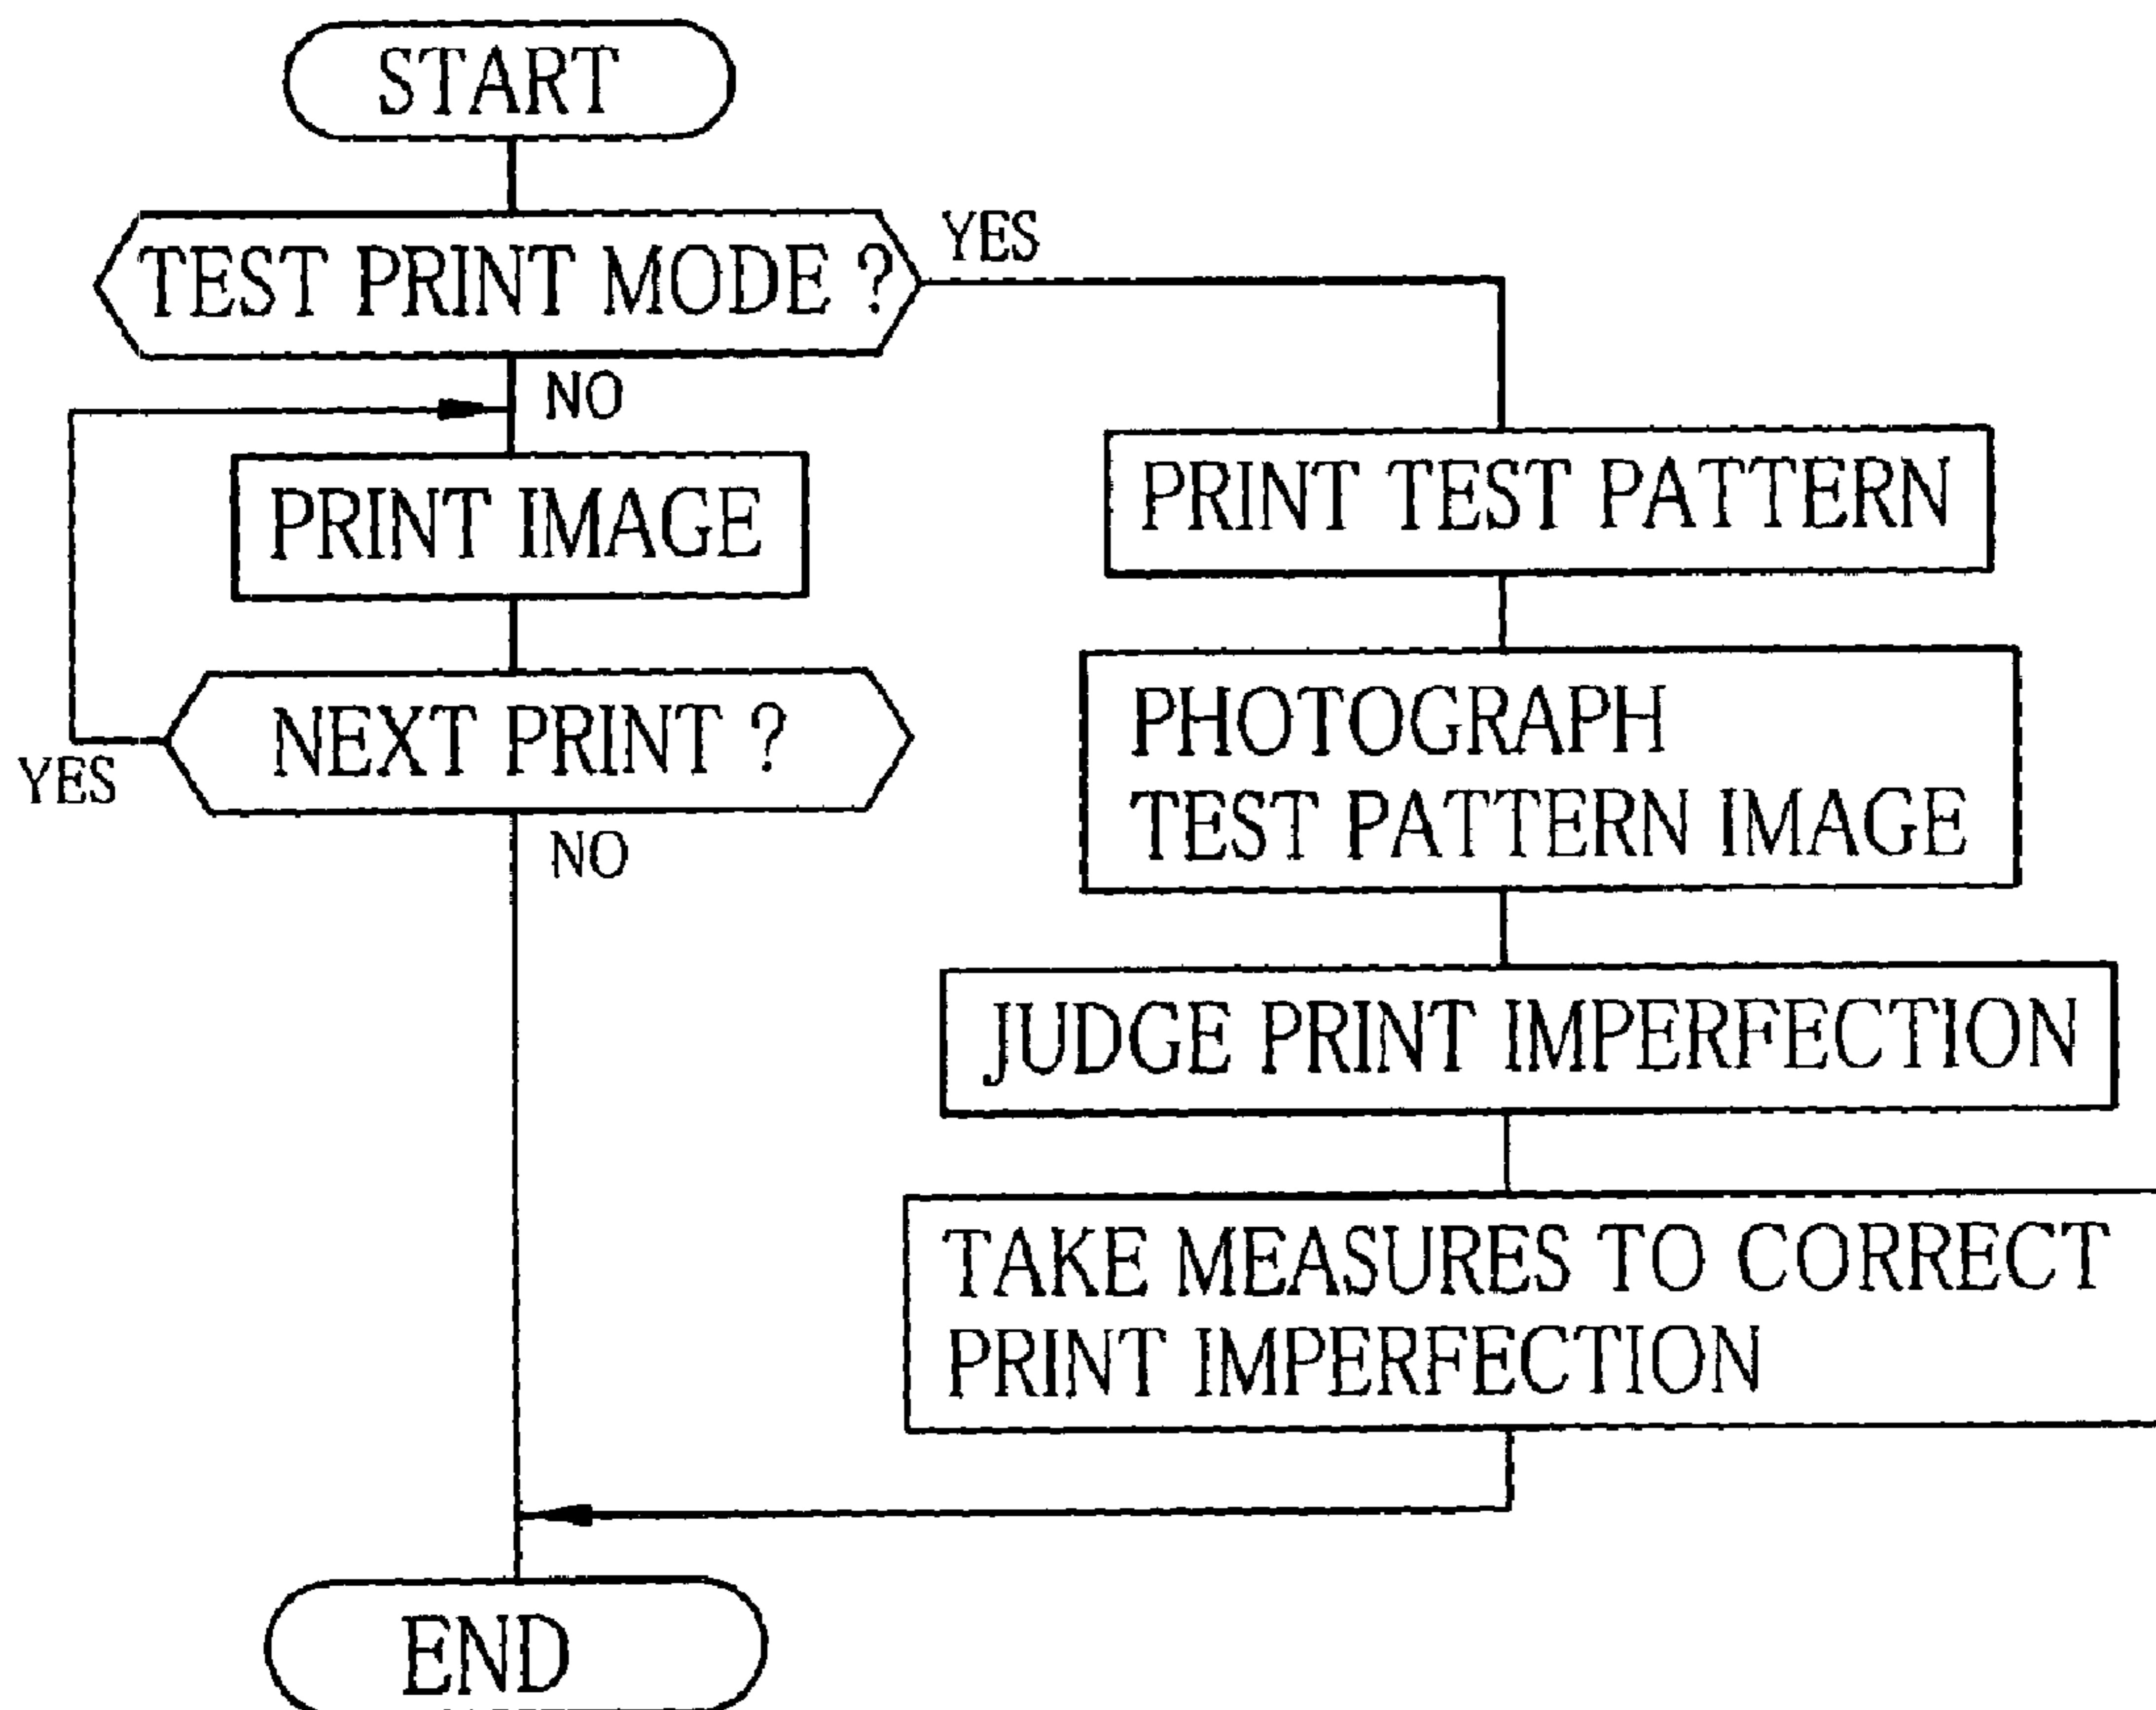 START
TEST PRINT MODE ?
YES
NO
PRINT IMAGE
NEXT PRINT ?
YES
NO
PRINT TEST PATTERN
PHOTOGRAPH
TEST PATTERN IMAGE
JUDGE PRINT IMPERFECTION
TAKE MEASURES TO CORRECT
PRINT IMPERFECTION
END